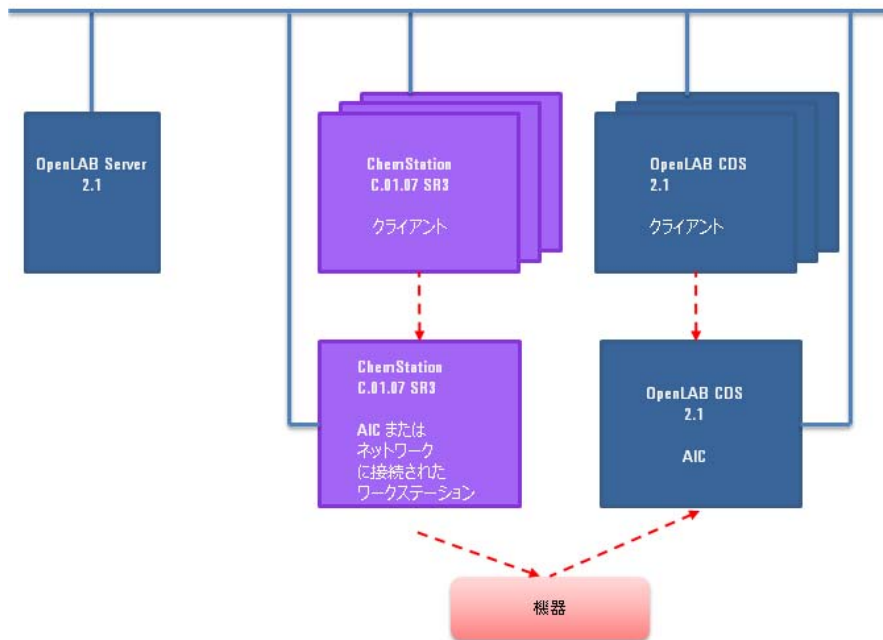 OpenLAB Server
2.1
ChemStation
C.01.07 SR3
クライアント
OpenLAB CDS
2.1
クライアント
ChemStation
C.01.07 SR3
AIC または
ネットワーク
に接続された
ワークステーション
OpenLAB CDS
2.1
AIC
機器